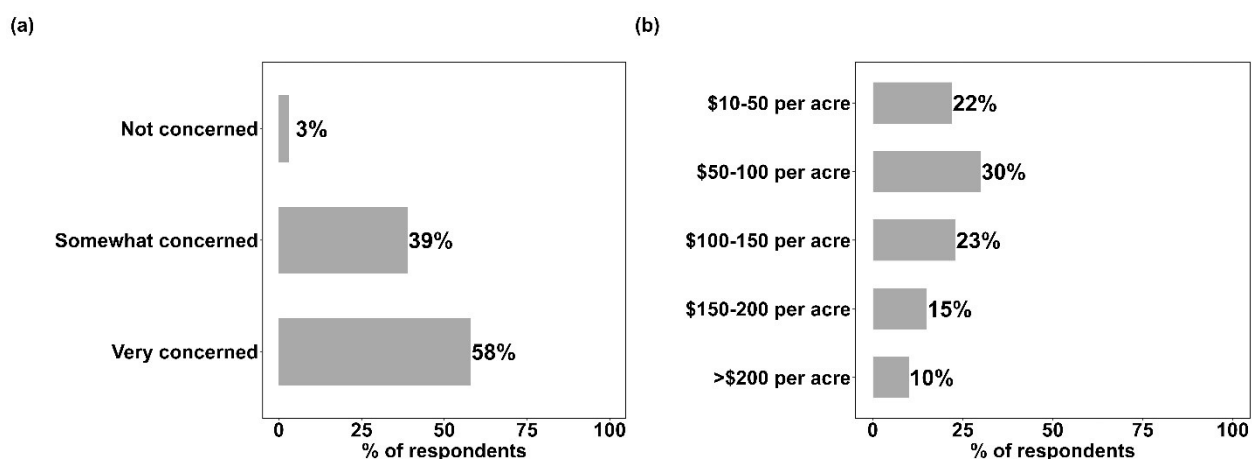 (a)
Not concerned
3%
Somewhat concerned
39%
Very concerned
58%
0 25 50 75 100
% of respondents
(b)
$10-50 per acre
22%
$50-100 per acre
30%
$100-150 per acre
23%
$150-200 per acre
15%
>$200 per acre
10%
0 25 50 75 100
% of respondents